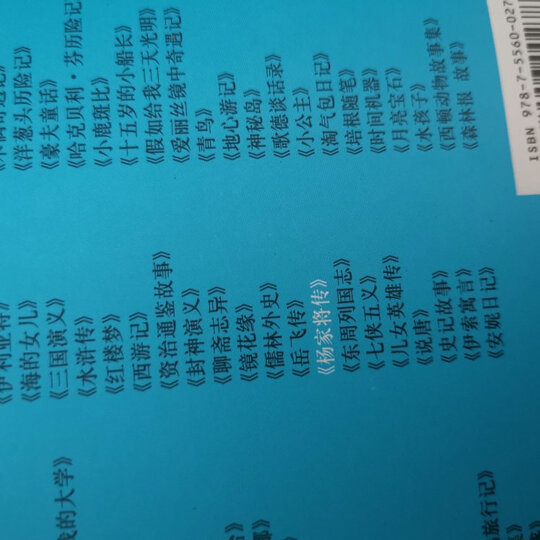 的大学》
旅行记》
《伊利亚特》
《海的女儿》
《三国演义》
《水浒传》
《红楼梦》
《西游记》
《资治通鉴故事》
《封神演义》
《聊斋志异》
《镜花缘》
《儒林外史》
《岳飞传》
《杨家将传》
《东周列国志》
《七侠五义》
《儿女英雄传》
《说唐》
《史记故事》
《伊索寓言》
《安妮日记》
《洋葱头历险记》
《豪夫童话》
《哈克贝利·芬历险记
《小鹿斑比》
《十五岁的小船长》
《假如给我三天光明》
《爱丽丝镜中奇遇记》
《青鸟》
《地心游记》
《神秘岛》
《歌德谈话录》
《小公主》
《淘气包日记》
《培根随笔》
《时间机器》
《月亮宝石》
《水孩子》
《西顿动物故事集》
《森林报 故事》
ISBN 978-7-5560-027